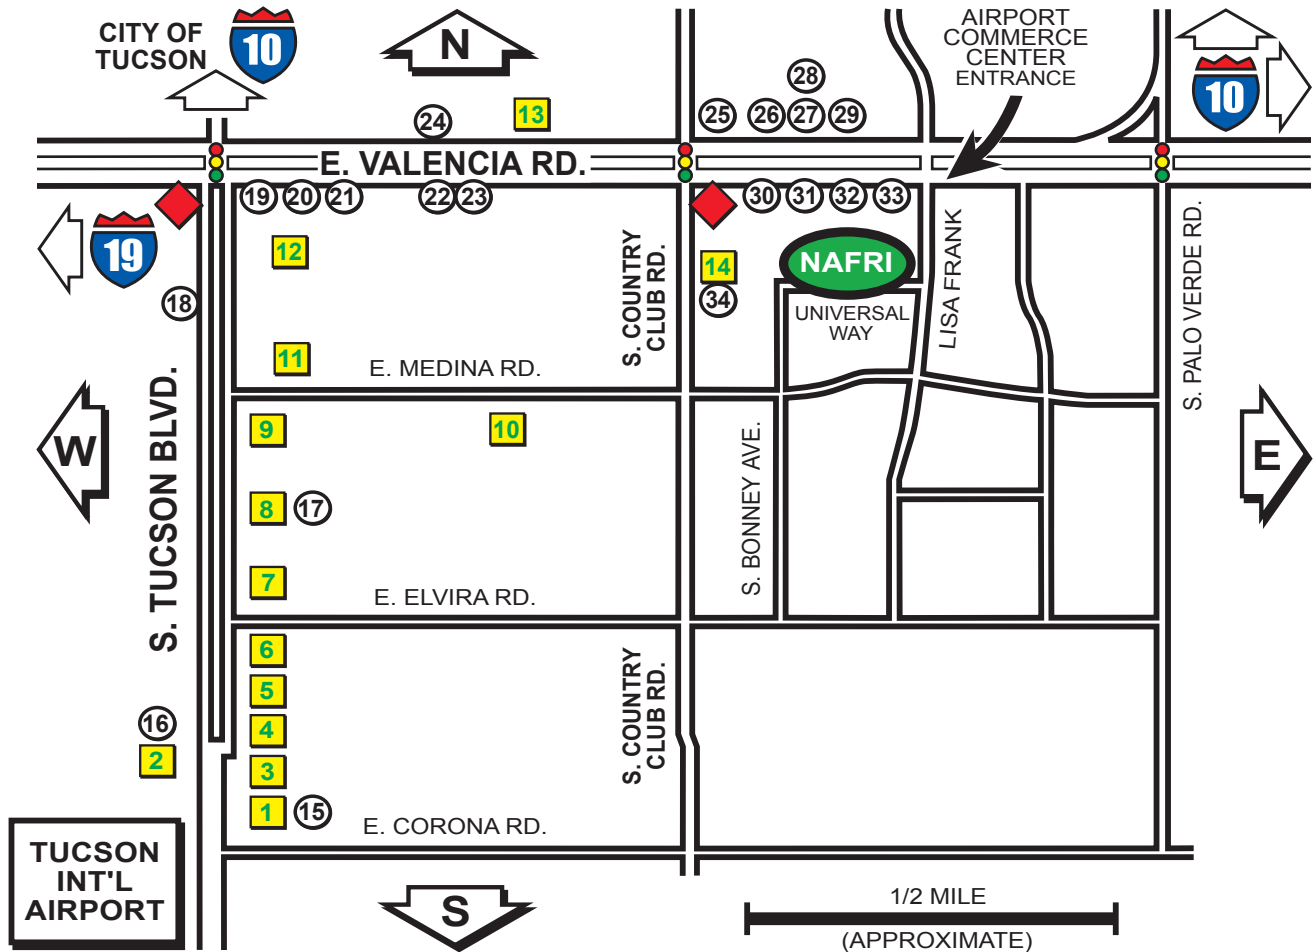 CITY OF
TUCSON
10
N
AIRPORT
COMMERCE
CENTER
ENTRANCE
10
13
24
25
26
27
28
29
E. VALENCIA RD.
19
20
21
22
23
30
31
32
33
19
12
S. COUNTRY
CLUB RD.
14
34
NAFRI
UNIVERSAL
WAY
LISA FRANK
S. PALO VERDE RD.
18
11
E. MEDINA RD.
W
S. TUCSON BLVD.
9
10
S. BONNEY AVE.
E
8
17
7
E. ELVIRA RD.
6
5
4
3
1
15
16
2
S. COUNTRY
CLUB RD.
E. CORONA RD.
TUCSON
INT'L
AIRPORT
S
1/2 MILE
(APPROXIMATE)